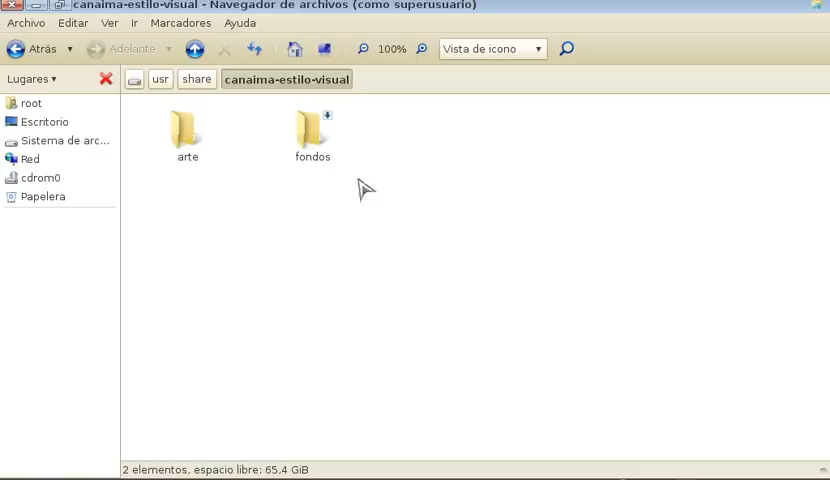 canaima-estilo-visual - Navegador de archivos (como superusuario)
Archivo Editar Ver Ir Marcadores Ayuda
Atrás Adelante 100% Vista de icono
Lugares usr share canaima-estilo-visual
root
Escritorio
Sistema de arc...
Red
cdrom0
Papelera
arte fondos
2 elementos, espacio libre: 65,4 GiB